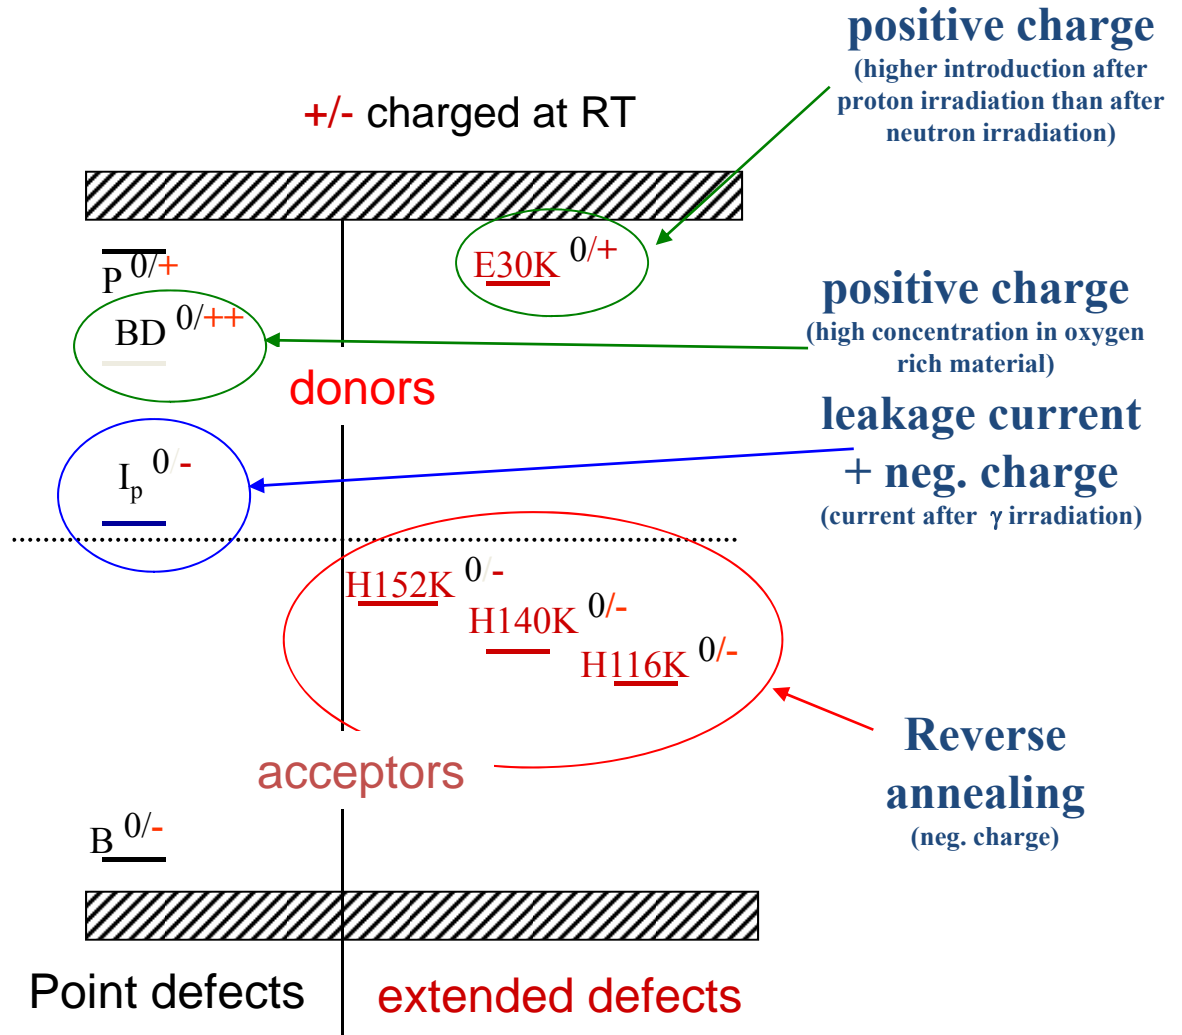 positive charge
(higher introduction after
proton irradiation than after
neutron irradiation)
+/- charged at RT
P 0/+
E30K 0/+
BD 0/++
positive charge
(high concentration in oxygen
rich material)
donors
leakage current
+ neg. charge
(current after γ irradiation)
Ip 0/-
H152K 0/-
H140K 0/-
H116K 0/-
Reverse
annealing
(neg. charge)
acceptors
B 0/-
Point defects
extended defects